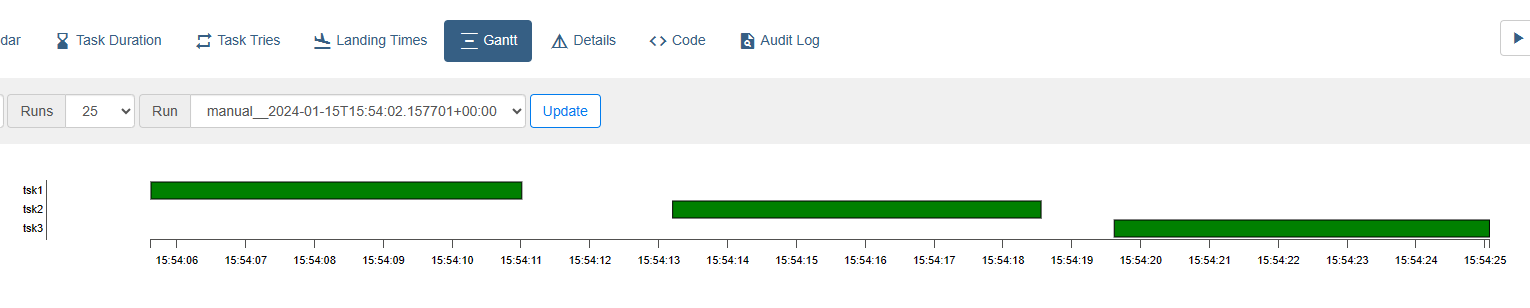 dar Task Duration Task Tries Landing Times Gantt Details Code Audit Log
Runs 25 Run manual__2024-01-15T15:54:02.157701+00:00 Update
tsk1
tsk2
tsk3
15:54:06 15:54:07 15:54:08 15:54:09 15:54:10 15:54:11 15:54:12 15:54:13 15:54:14 15:54:15 15:54:16 15:54:17 15:54:18 15:54:19 15:54:20 15:54:21 15:54:22 15:54:23 15:54:24 15:54:25